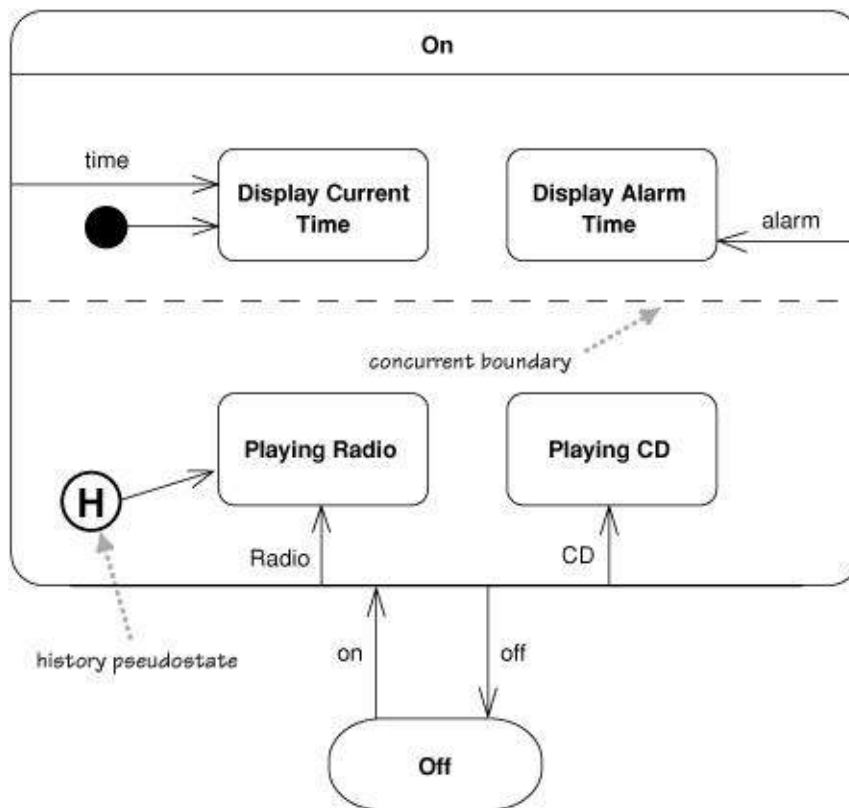 On
time
Display Current
Time
Display Alarm
Time
alarm
concurrent boundary
Playing Radio
Playing CD
H
Radio
CD
history pseudostate
on
off
Off